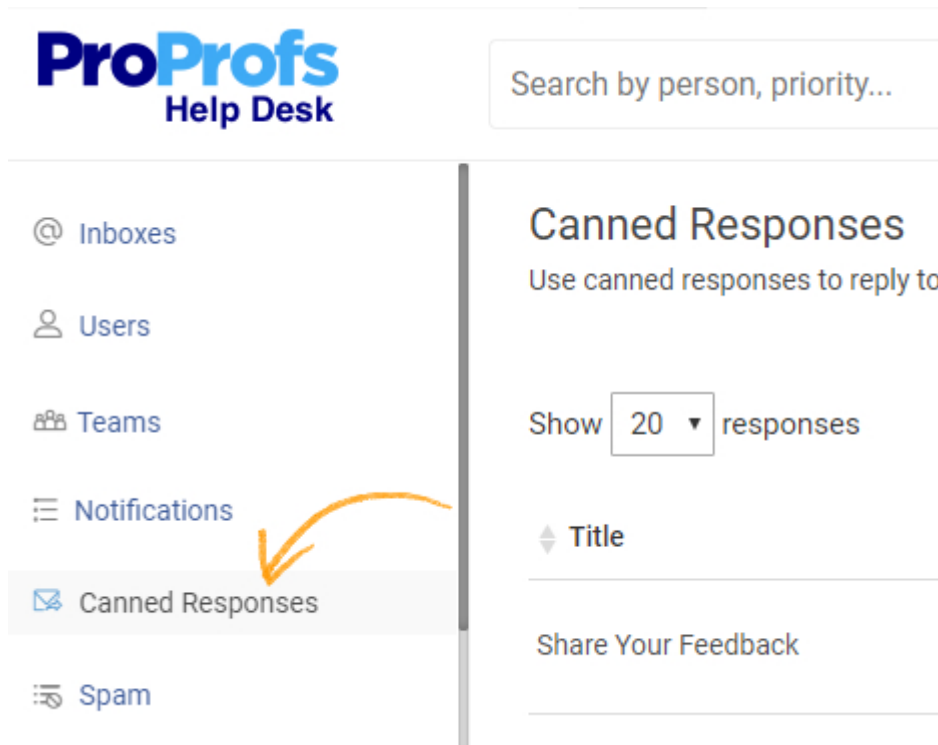 ProProfs
Help Desk
Search by person, priority...
Inboxes
Users
Teams
Notifications
Canned Responses
Spam
Canned Responses
Use canned responses to reply to
Show 20 responses
Title
Share Your Feedback